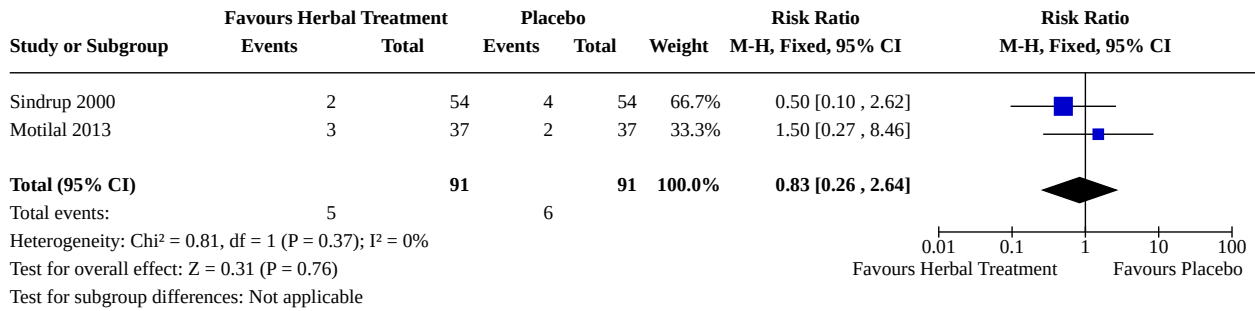 Favours Herbal Treatment Placebo Risk Ratio Risk Ratio
Study or Subgroup Events Total Events Total Weight M-H, Fixed, 95% CI M-H, Fixed, 95% CI
Sindrup 2000 2 54 4 54 66.7% 0.50 [0.10 , 2.62]
Motilal 2013 3 37 2 37 33.3% 1.50 [0.27 , 8.46]
Total (95% CI) 91 91 100.0% 0.83 [0.26 , 2.64]
Total events: 5 6
Heterogeneity: Chi² = 0.81, df = 1 (P = 0.37); I² = 0%
0.01 0.1 1 10 100
Test for overall effect: Z = 0.31 (P = 0.76) Favours Herbal Treatment Favours Placebo
Test for subgroup differences: Not applicable